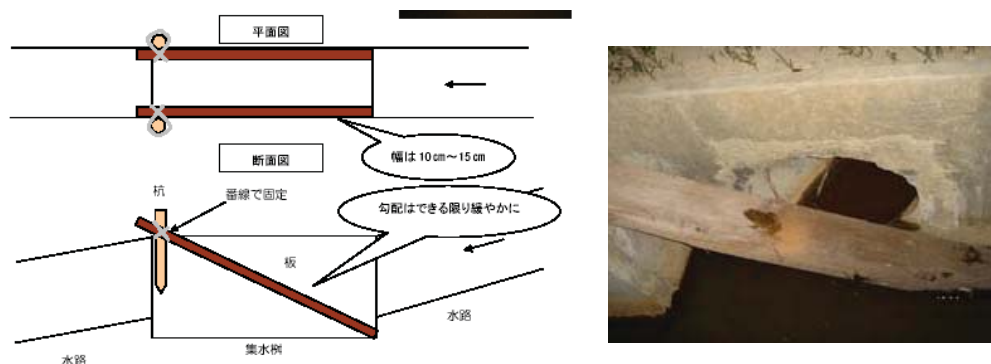 平面図
幅は10cm~15cm
断面図
杭
番線で固定
勾配はできる限り緩やかに
板
水路
水路
集水桝